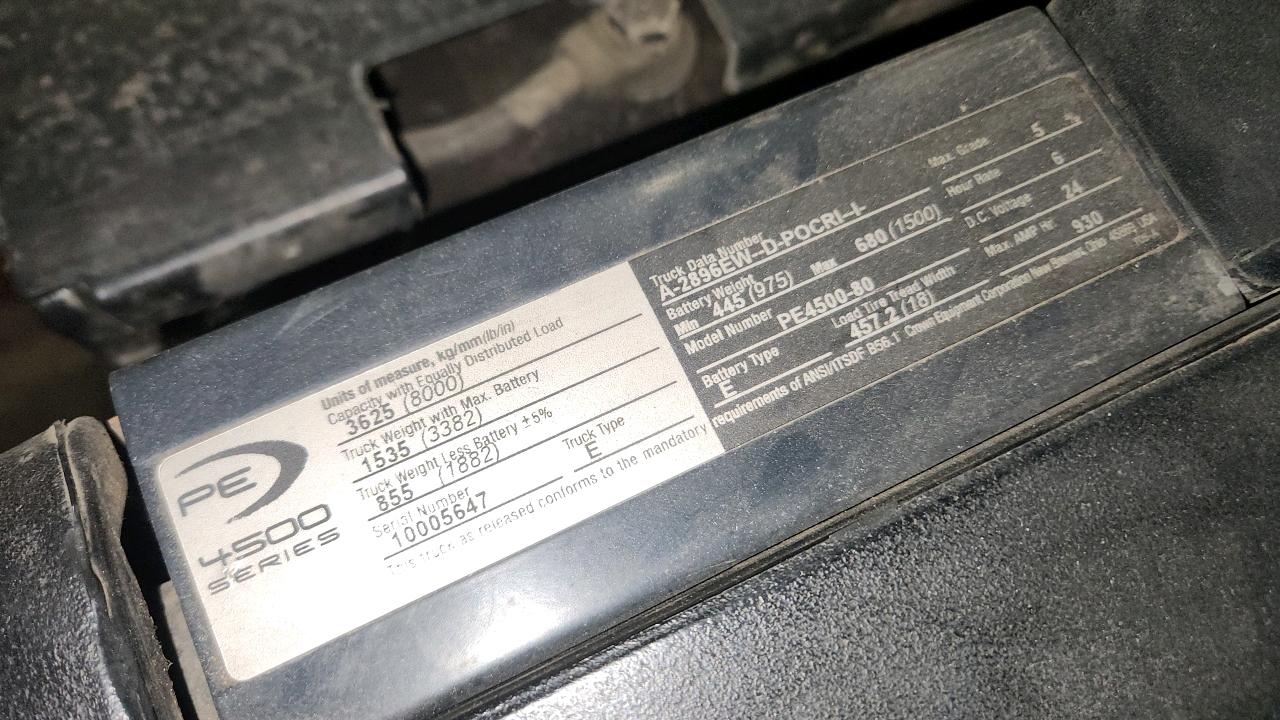 PE
4500
SERIES
Units of measure, kg/mm(lb/in)
Capacity with Equally Distributed Load
3625 (8000)
Truck Weight with Max. Battery
1535 (3382)
Truck Weight Less Battery ±5%
855 (1882)
Serial Number
10005647
Truck Type
E
This truck as released conforms to the mandatory
Truck Data Number
Battery Weight
Min 445 (975) Max 680 (1500)
Model Number PE4500-80
Battery Type
E
Load Tire Tread Width
457.2 (18)
requirements of ANSI/ITSDF B56.1 Crown Equipment Corporation New Bremen, Ohio 45869 USA
Max. Grade 5
Hour Rate 6
D.C. Voltage 24
Max. AMP Hr. 930